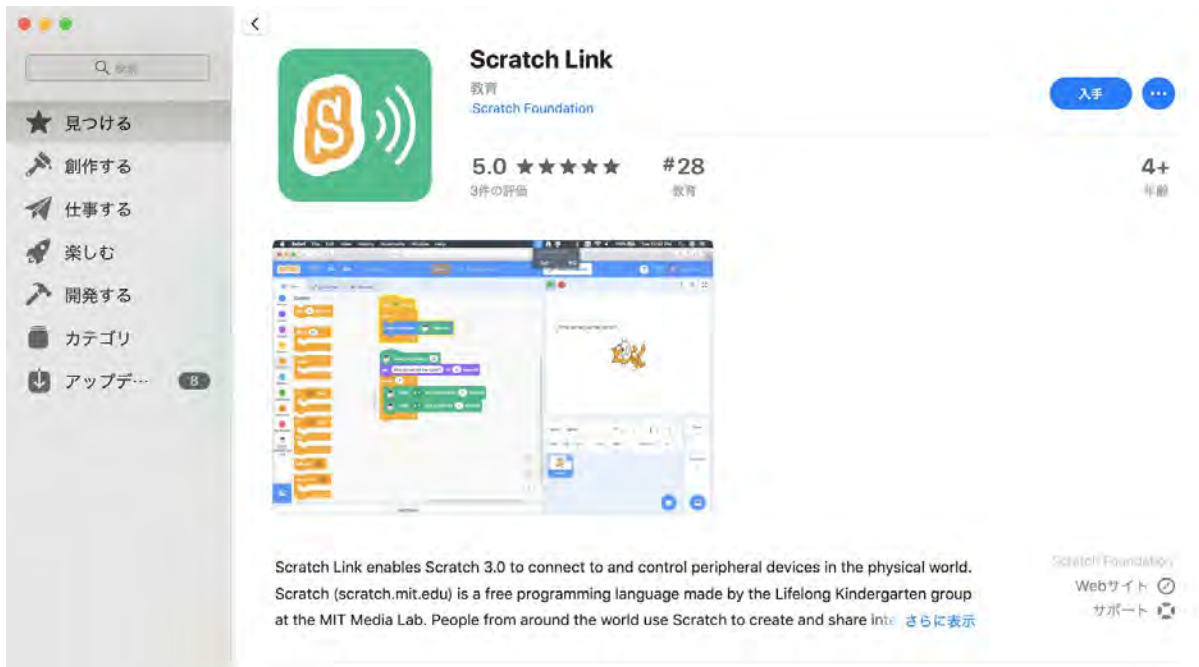 検索
見つける
創作する
仕事する
楽しむ
開発する
カテゴリ
アップデ… 8
Scratch Link
教育
Scratch Foundation
入手
5.0 ★★★★★
3件の評価
#28
教育
4+
年齢
Scratch Link enables Scratch 3.0 to connect to and control peripheral devices in the physical world.
Scratch (scratch.mit.edu) is a free programming language made by the Lifelong Kindergarten group
at the MIT Media Lab. People from around the world use Scratch to create and share inte さらに表示
Scratch Foundation
Webサイト
サポート